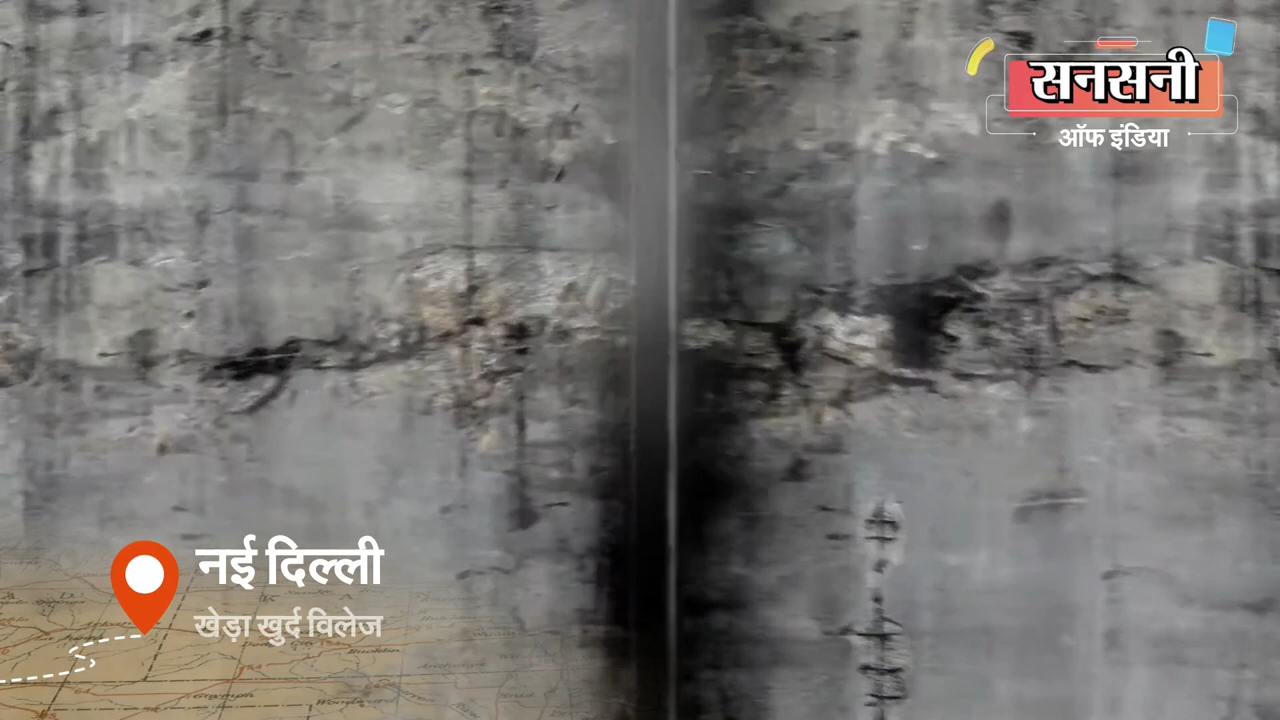 सनसनी
ऑफ इंडिया
नई दिल्ली
खेड़ा खुर्द विलेज